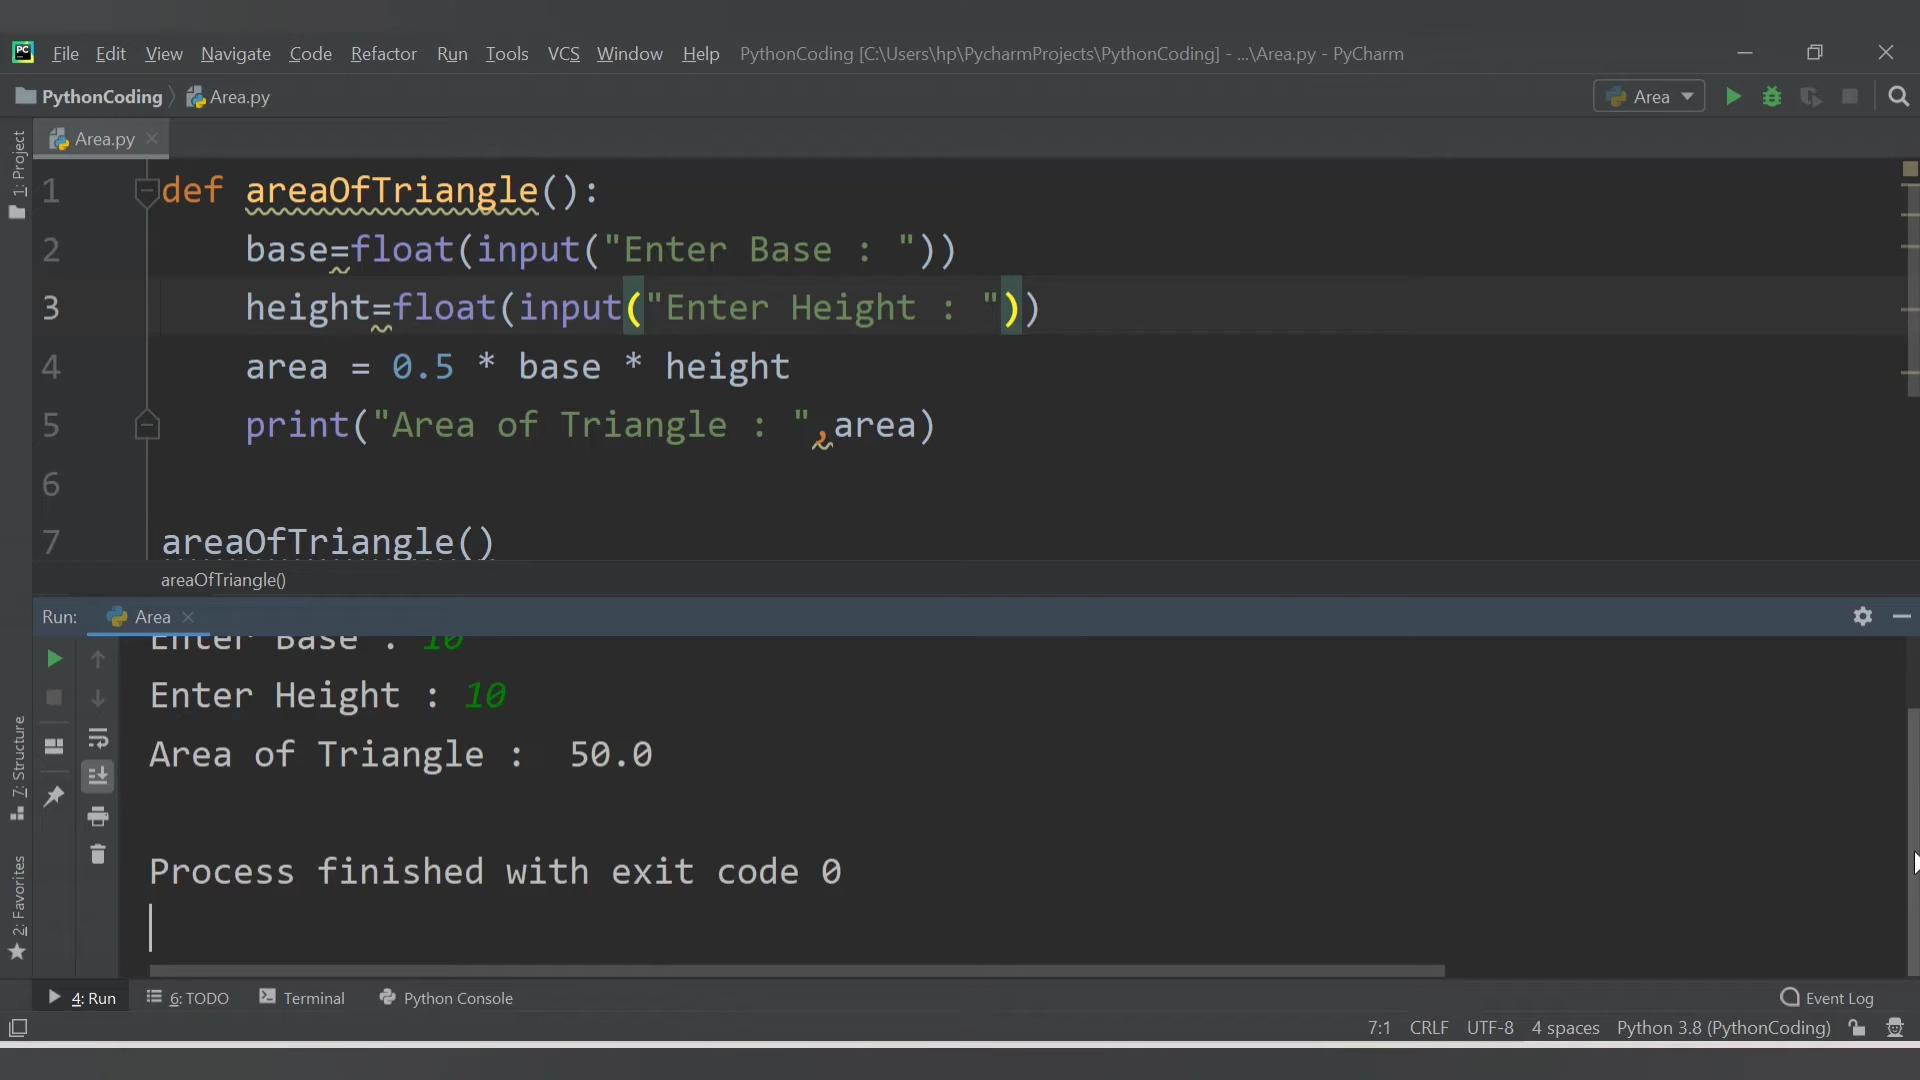 PC File Edit View Navigate Code Refactor Run Tools VCS Window Help PythonCoding [C:\Users\hp\PycharmProjects\PythonCoding] - ...\Area.py - PyCharm
PythonCoding Area.py Area
Area.py
1: Project
1 def areaOfTriangle():
2 base=float(input("Enter Base : "))
3 height=float(input("Enter Height : "))
4 area = 0.5 * base * height
5 print("Area of Triangle : ",area)
6
7 areaOfTriangle()
areaOfTriangle()
Run: Area
Enter Base : 10
Enter Height : 10
Area of Triangle :  50.0
Process finished with exit code 0
7: Structure
2: Favorites
4: Run 6: TODO Terminal Python Console Event Log
7:1 CRLF UTF-8 4 spaces Python 3.8 (PythonCoding)